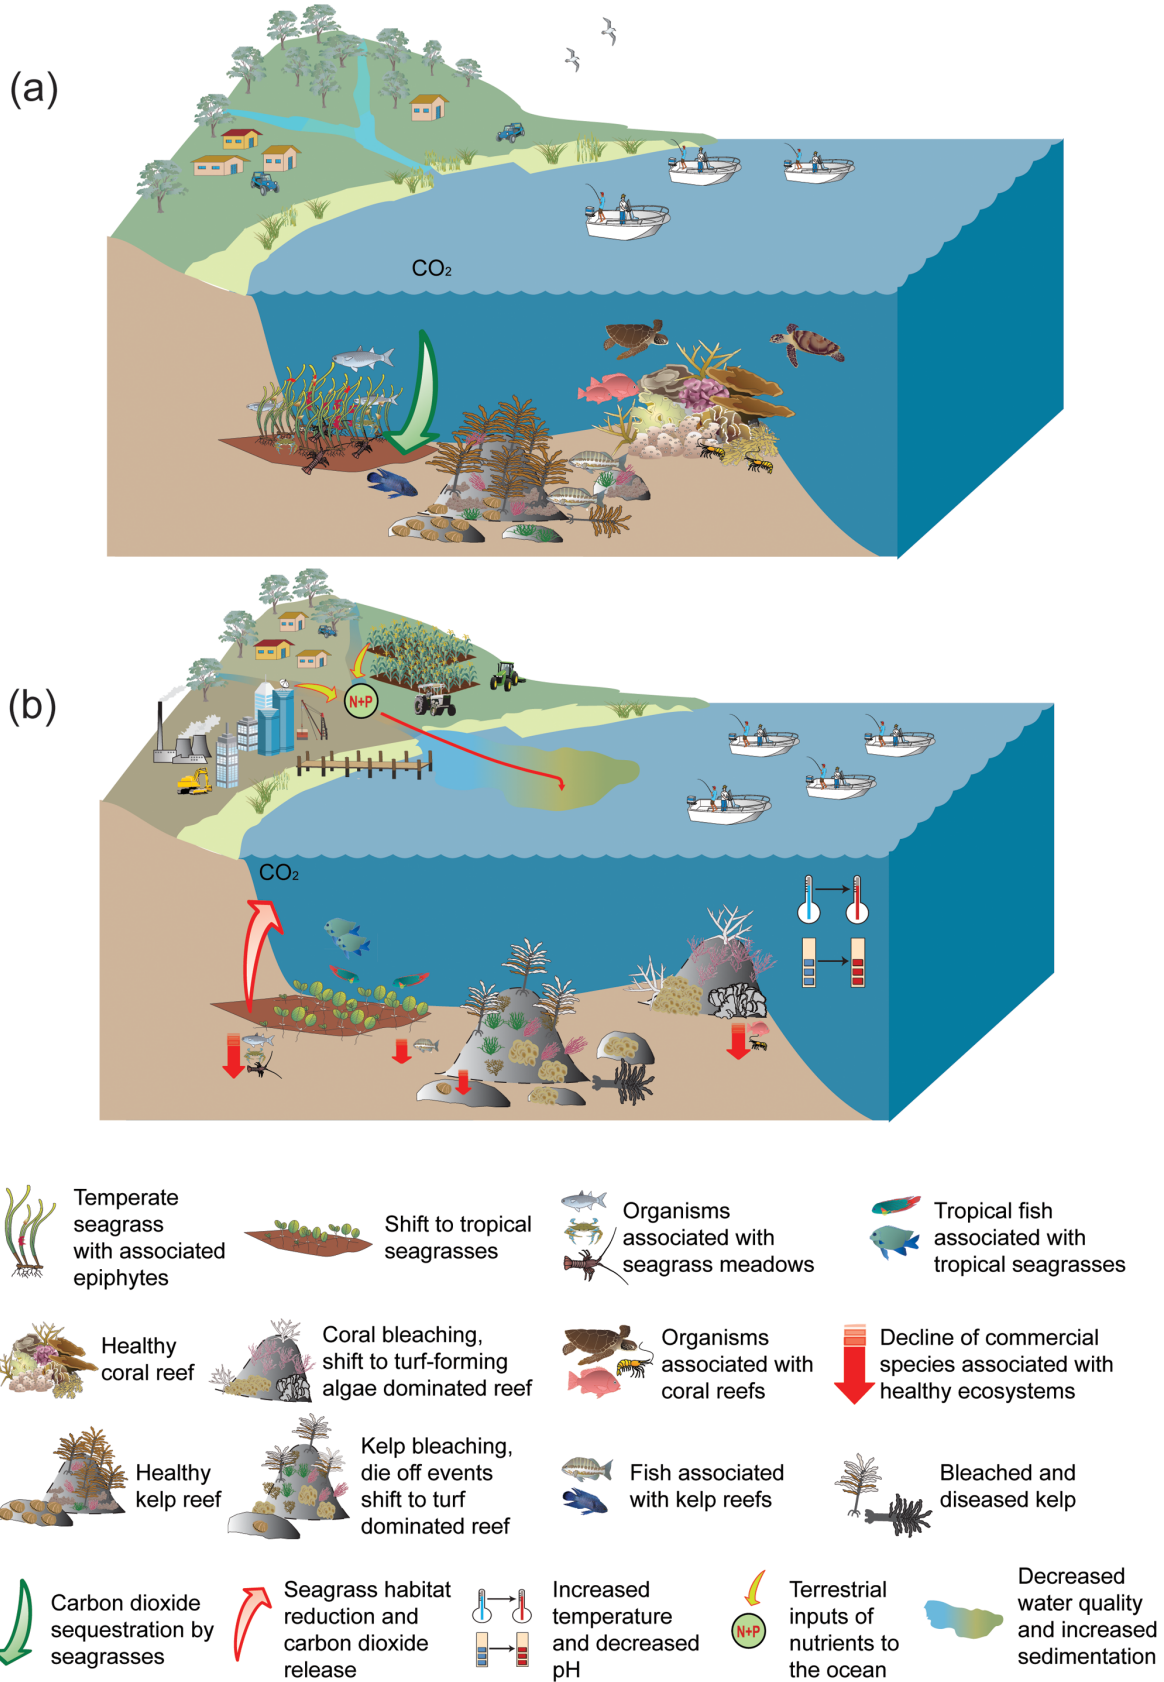 (a)
CO₂
(b)
N+P
CO₂
Temperate
seagrass
with associated
epiphytes
Shift to tropical
seagrasses
Organisms
associated with
seagrass meadows
Tropical fish
associated with
tropical seagrasses
Healthy
coral reef
Coral bleaching,
shift to turf-forming
algae dominated reef
Organisms
associated with
coral reefs
Decline of commercial
species associated with
healthy ecosystems
Healthy
kelp reef
Kelp bleaching,
die off events
shift to turf
dominated reef
Fish associated
with kelp reefs
Bleached and
diseased kelp
Carbon dioxide
sequestration by
seagrasses
Seagrass habitat
reduction and
carbon dioxide
release
Increased
temperature
and decreased
pH
N+P
Terrestrial
inputs of
nutrients to
the ocean
Decreased
water quality
and increased
sedimentation